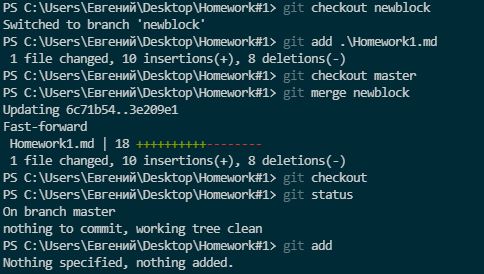 PS C:\Users\Евгений\Desktop\Homework#1> git checkout newblock
Switched to branch 'newblock'
PS C:\Users\Евгений\Desktop\Homework#1> git add .\Homework1.md
 1 file changed, 10 insertions(+), 8 deletions(-)
PS C:\Users\Евгений\Desktop\Homework#1> git checkout master
PS C:\Users\Евгений\Desktop\Homework#1> git merge newblock
Updating 6c71b54..3e209e1
Fast-forward
 Homework1.md | 18 ++++++++++--------
 1 file changed, 10 insertions(+), 8 deletions(-)
PS C:\Users\Евгений\Desktop\Homework#1> git checkout
PS C:\Users\Евгений\Desktop\Homework#1> git status
On branch master
nothing to commit, working tree clean
PS C:\Users\Евгений\Desktop\Homework#1> git add
Nothing specified, nothing added.